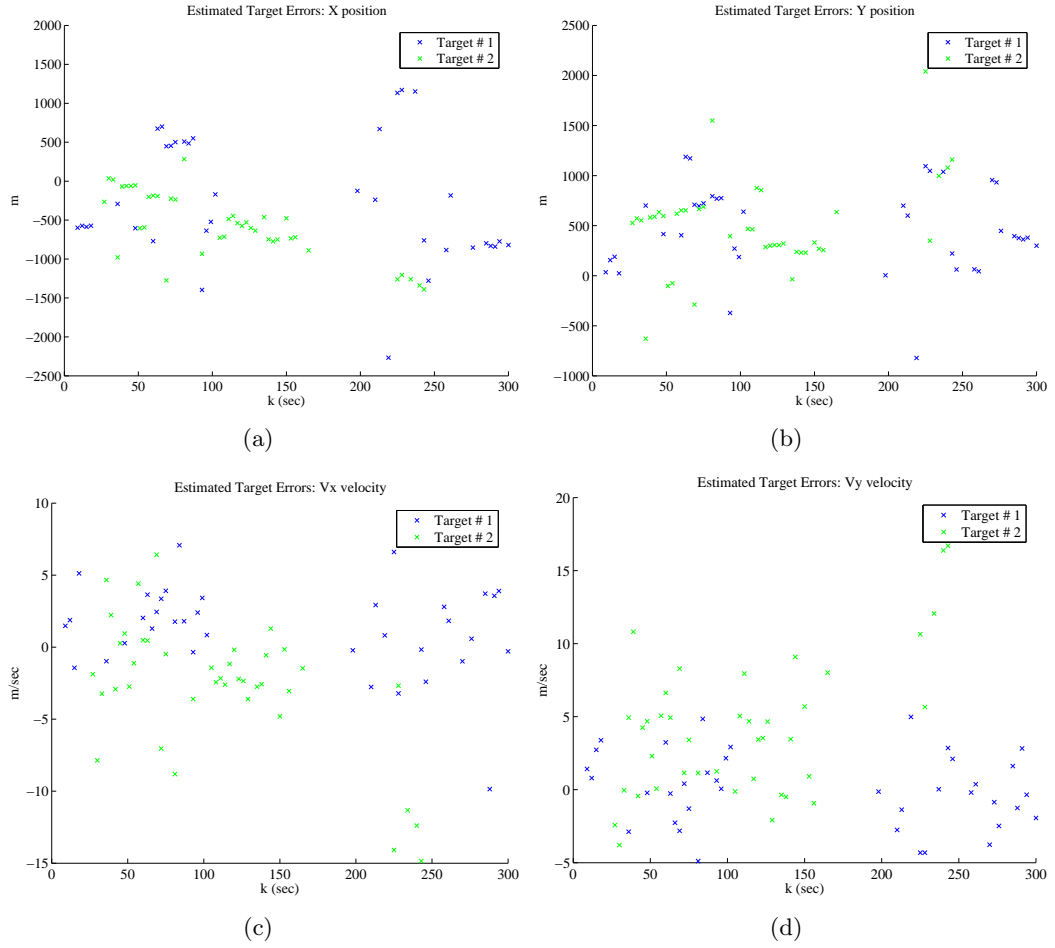 Estimated Target Errors: X position
2000
1500
1000
500
0
−500
−1000
−1500
−2000
−2500
m
Target # 1
Target # 2
0 50 100 150 200 250 300
k (sec)
(a)
Estimated Target Errors: Y position
2500
2000
1500
1000
500
0
−500
−1000
m
Target # 1
Target # 2
0 50 100 150 200 250 300
k (sec)
(b)
Estimated Target Errors: Vx velocity
10
5
0
−5
−10
−15
m/sec
Target # 1
Target # 2
0 50 100 150 200 250 300
k (sec)
(c)
Estimated Target Errors: Vy velocity
20
15
10
5
0
−5
m/sec
Target # 1
Target # 2
0 50 100 150 200 250 300
k (sec)
(d)